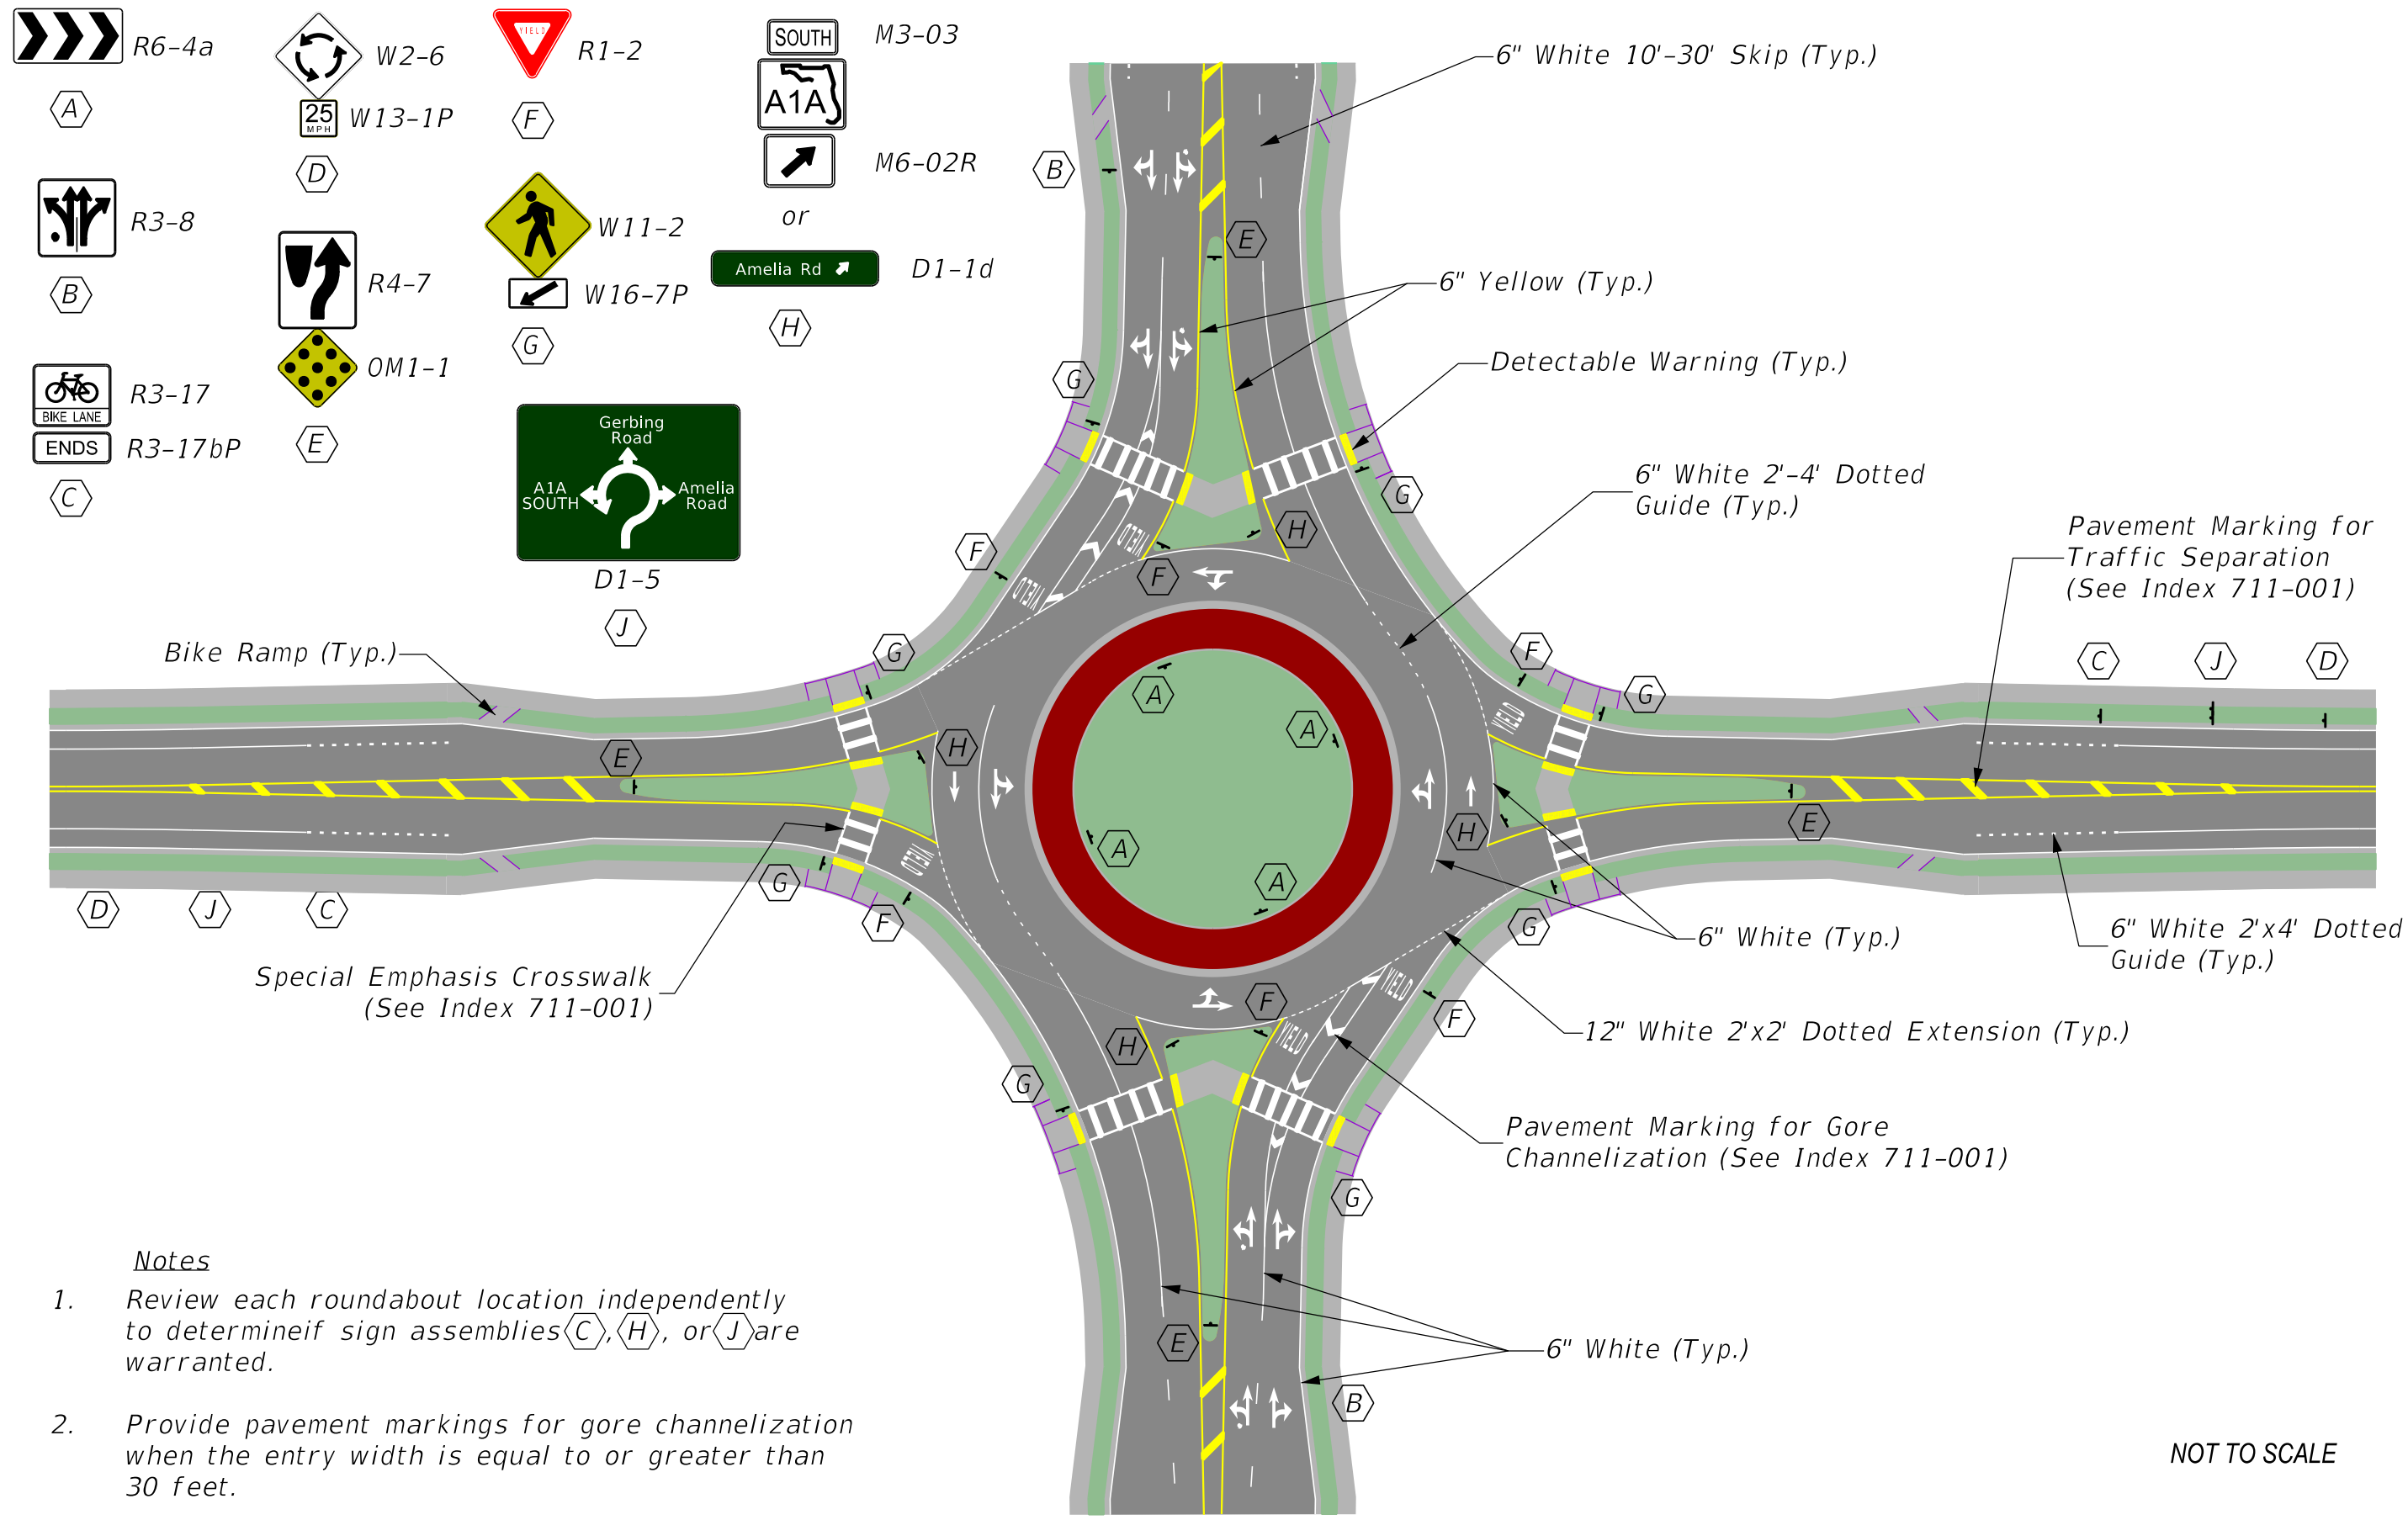 R6-4a
A
W2-6
25
MPH
W13-1P
D
YIELD
R1-2
F
SOUTH
M3-03
A1A
M6-02R
or
Amelia Rd
D1-1d
H
R3-8
B
R4-7
OM1-1
E
W11-2
W16-7P
G
BIKE LANE
R3-17
ENDS
R3-17bP
C
Gerbing
Road
A1A
SOUTH
Amelia
Road
D1-5
J
6" White 10'-30' Skip (Typ.)
B
E
6" Yellow (Typ.)
Detectable Warning (Typ.)
G
G
6" White 2'-4' Dotted
Guide (Typ.)
Pavement Marking for
Traffic Separation
(See Index 711-001)
F
H
F
YIELD
YIELD
Bike Ramp (Typ.)
G
F
G
C
J
D
YIELD
A
A
E
H
H
E
A
A
YIELD
G
F
D
J
C
G
6" White (Typ.)
6" White 2'x4' Dotted
Guide (Typ.)
Special Emphasis Crosswalk
(See Index 711-001)
YIELD
YIELD
F
F
H
12" White 2'x2' Dotted Extension (Typ.)
G
Pavement Marking for Gore
Channelization (See Index 711-001)
G
E
6" White (Typ.)
B
Notes
1. Review each roundabout location independently
to determineif sign assemblies C, H, or J are
warranted.
2. Provide pavement markings for gore channelization
when the entry width is equal to or greater than
30 feet.
NOT TO SCALE